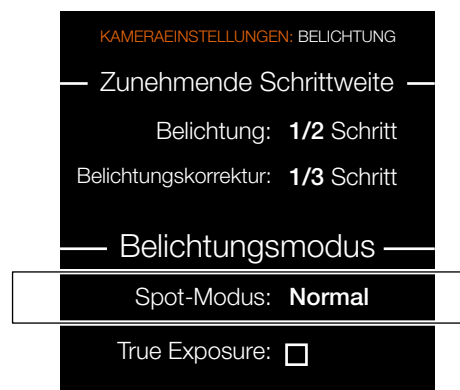 KAMERAEINSTELLUNGEN: BELICHTUNG
Zunehmende Schrittweite
Belichtung: 1/2 Schritt
Belichtungskorrektur: 1/3 Schritt
Belichtungsmodus
Spot-Modus: Normal
True Exposure: